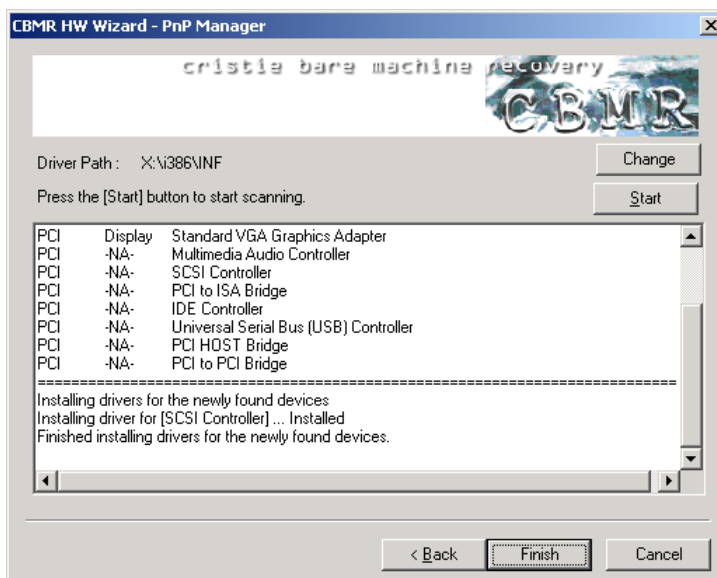 CBMR HW Wizard - PnP Manager
cristie bare machine recovery
CBMR
Driver Path : X:\i386\INF
Change
Press the [Start] button to start scanning.
Start
PCI Display Standard VGA Graphics Adapter
PCI -NA- Multimedia Audio Controller
PCI -NA- SCSI Controller
PCI -NA- PCI to ISA Bridge
PCI -NA- IDE Controller
PCI -NA- Universal Serial Bus (USB) Controller
PCI -NA- PCI HOST Bridge
PCI -NA- PCI to PCI Bridge
================================================================================
Installing drivers for the newly found devices
Installing driver for [SCSI Controller] ... Installed
Finished installing drivers for the newly found devices.
< Back Finish Cancel